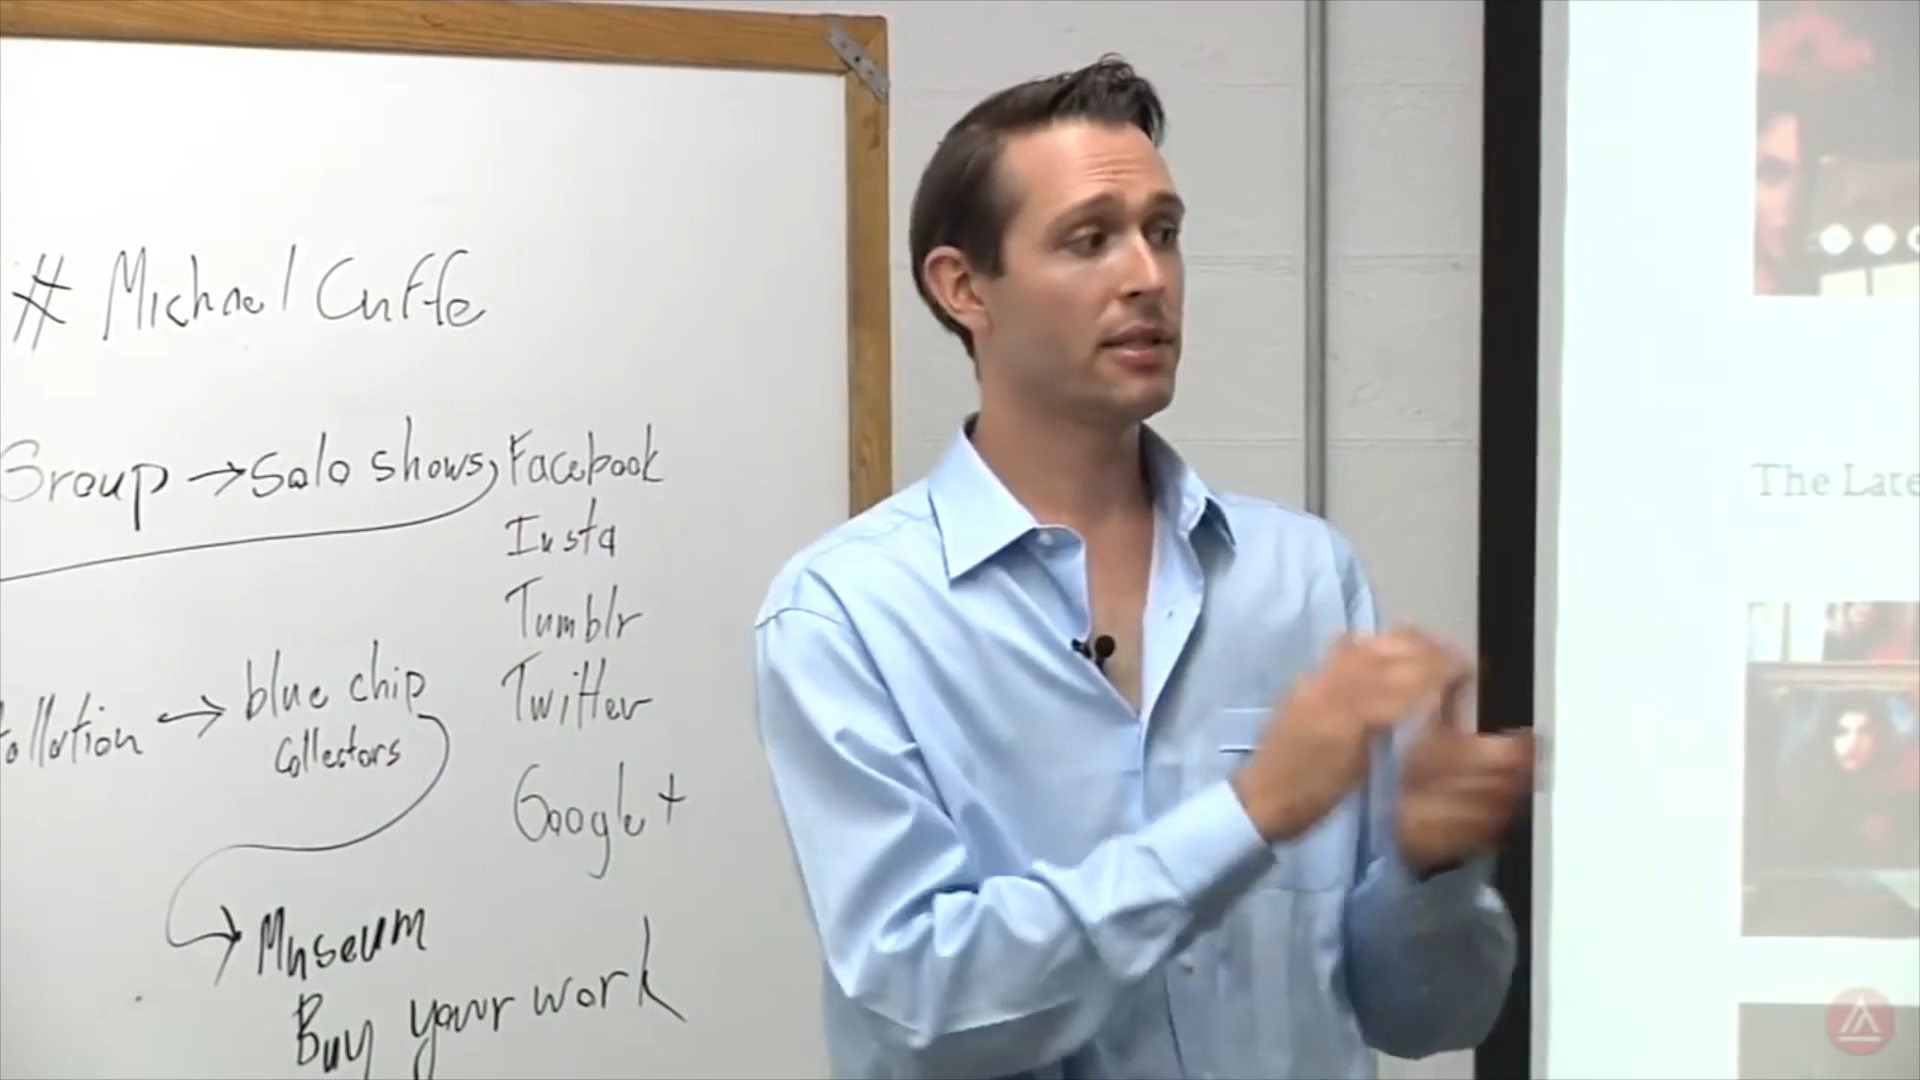 # Michael Cuffe
Group → Solo shows, Facebook
Insta
Tumblr
Twitter
→ blue chip
collectors
Google +
Museum
Buy your work
The Late